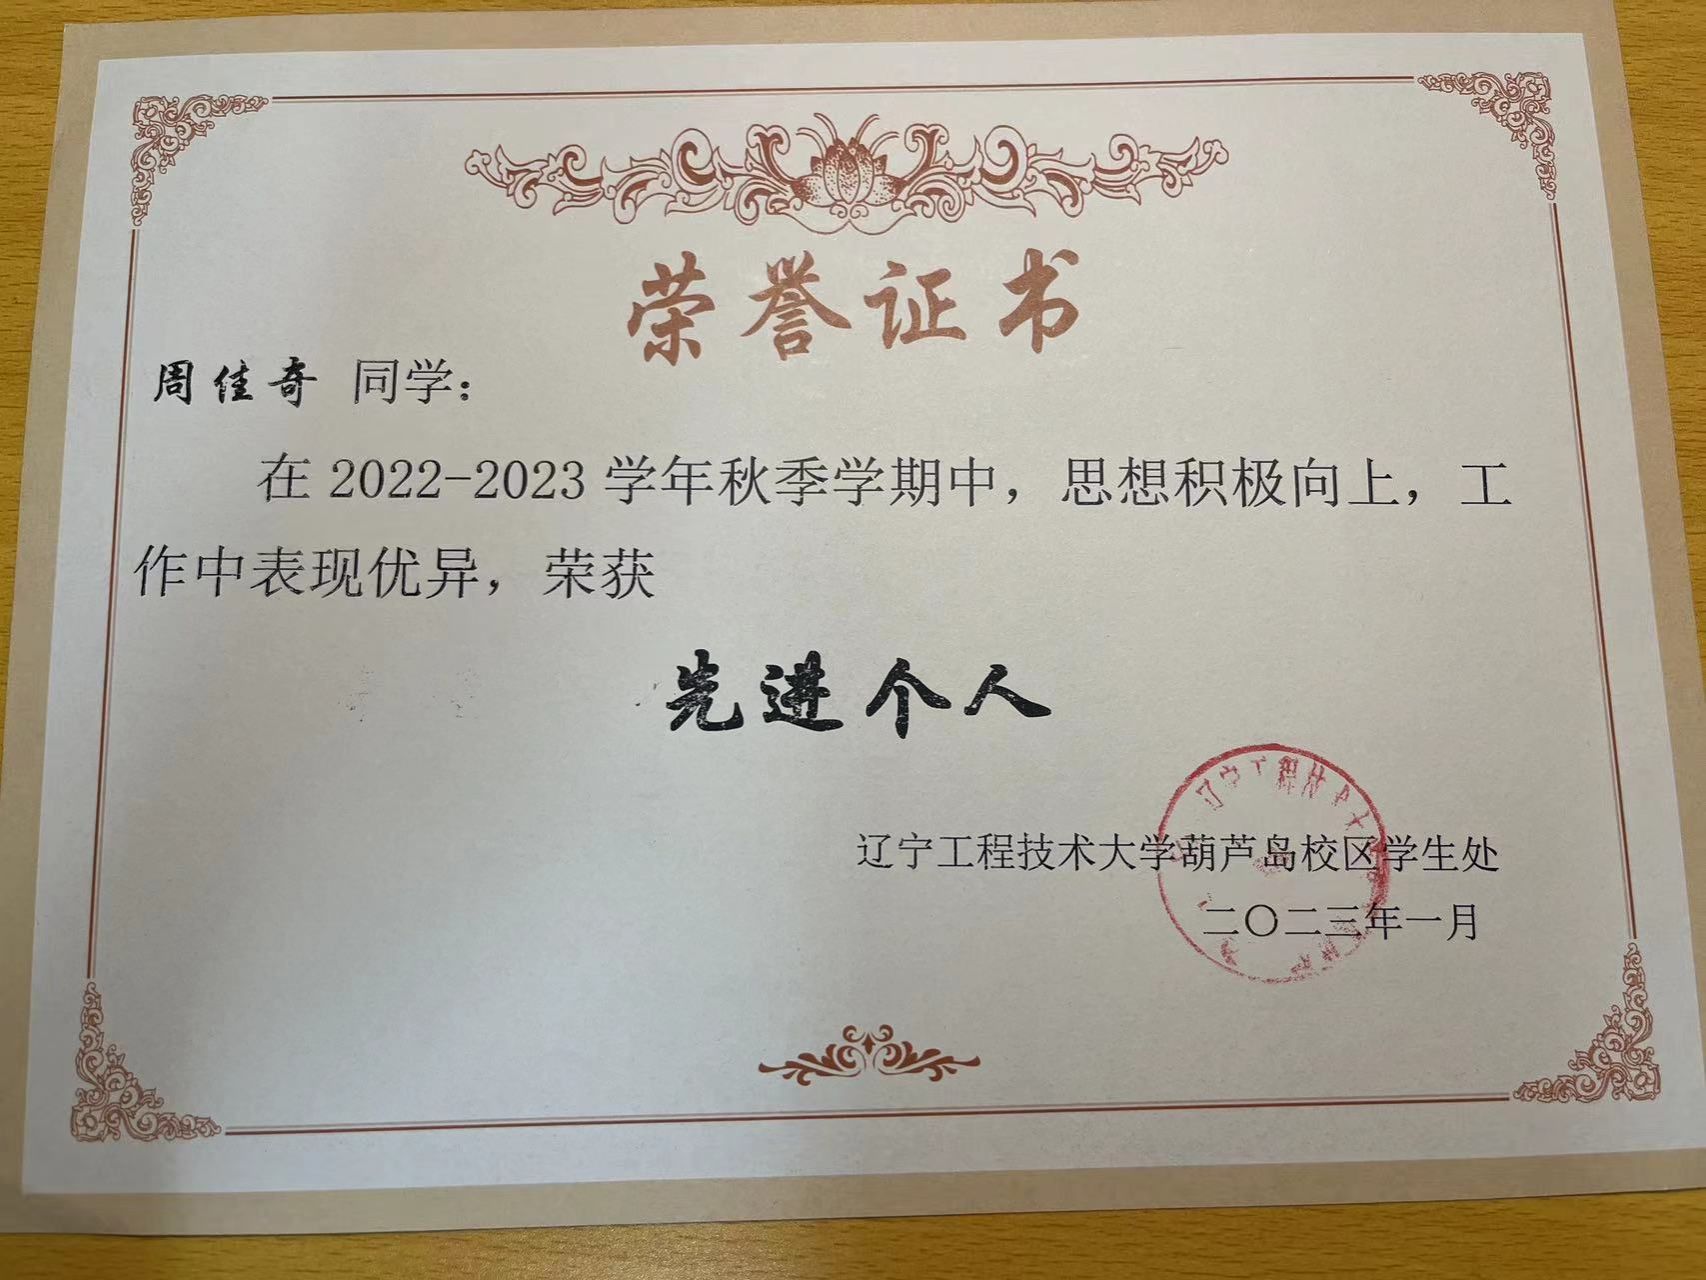 荣誉证书
周佳奇 同学：
在 2022-2023 学年秋季学期中，思想积极向上，工
作中表现优异，荣获
先进个人
辽宁工程技术大学葫芦岛校区学生处
二〇二三年一月